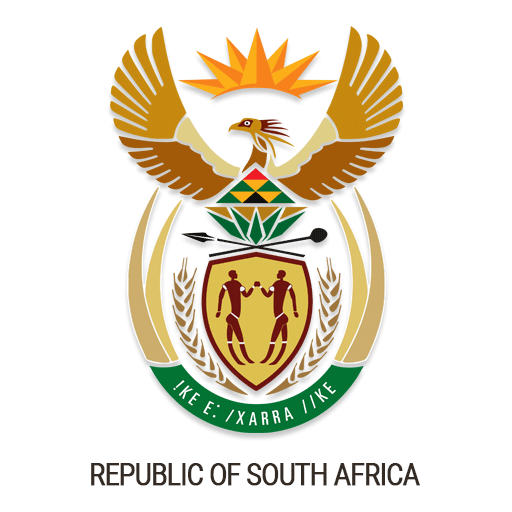 !KE E: /XARRA //KE
REPUBLIC OF SOUTH AFRICA